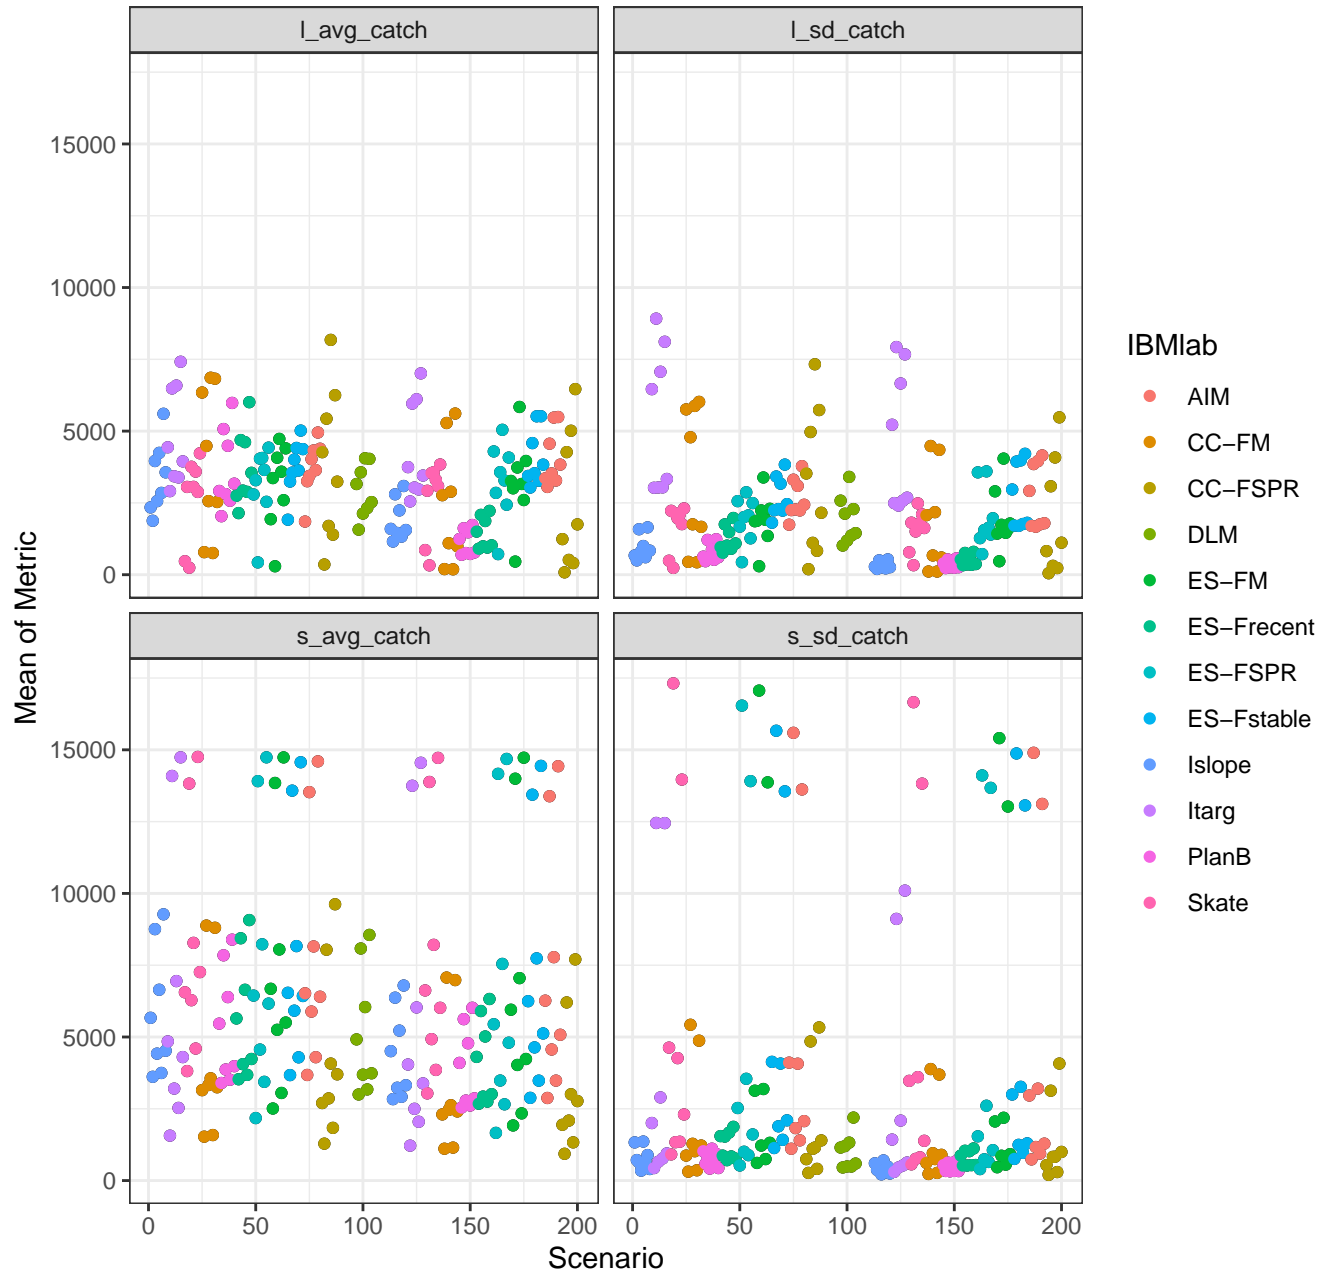 l_avg_catch
l_sd_catch
15000
10000
5000
0
s_avg_catch
s_sd_catch
15000
10000
5000
0
0 50 100 150 200
0 50 100 150 200
Scenario
Mean of Metric
IBMlab
AIM
CC−FM
CC−FSPR
DLM
ES−FM
ES−Frecent
ES−FSPR
ES−Fstable
Islope
Itarg
PlanB
Skate